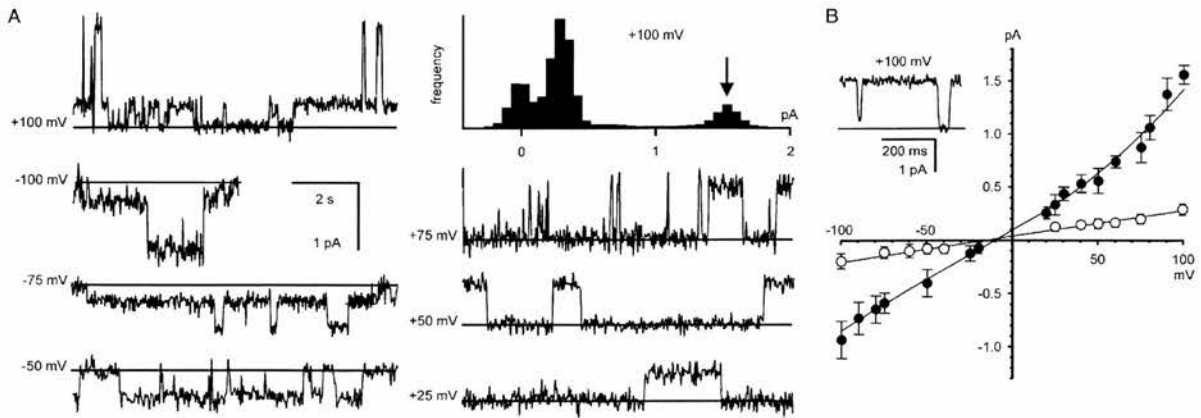 A
+100 mV
-100 mV
2 s
1 pA
-75 mV
-50 mV
frequency
+100 mV
pA
0
1
2
+75 mV
+50 mV
+25 mV
B
pA
+100 mV
200 ms
1 pA
1.5
1.0
0.5
-100
-50
50
100
mV
-0.5
-1.0